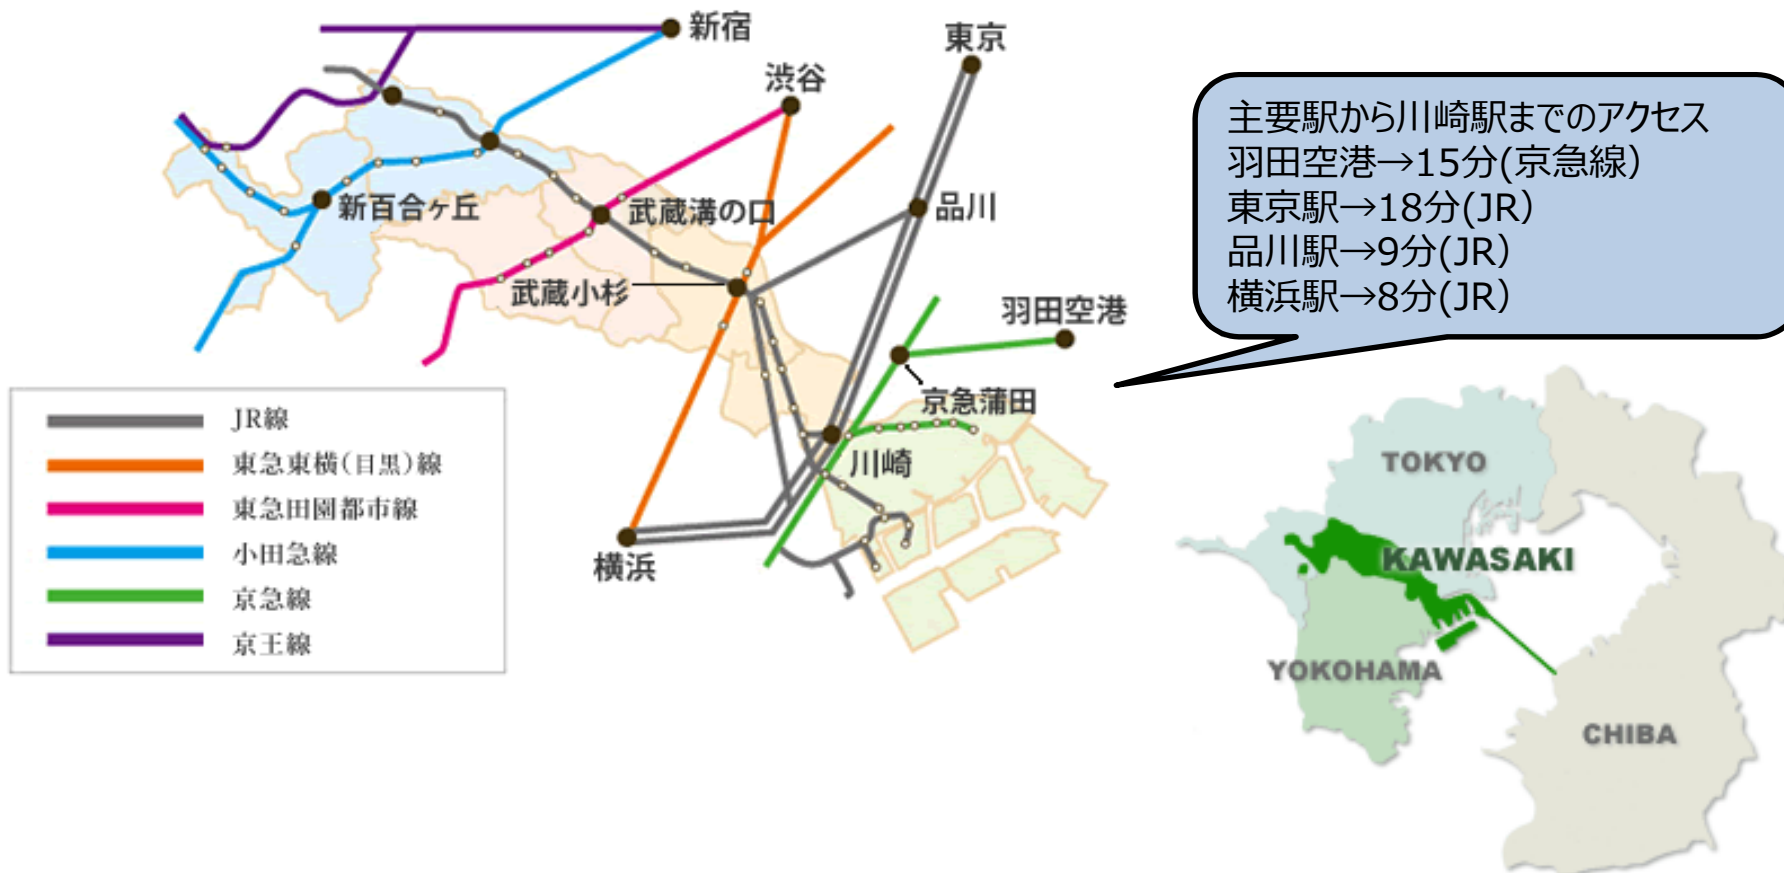 新宿
東京
渋谷
新百合ヶ丘
武蔵溝の口
品川
武蔵小杉
羽田空港
京急蒲田
川崎
横浜
主要駅から川崎駅までのアクセス
羽田空港→15分(京急線)
東京駅→18分(JR)
品川駅→9分(JR)
横浜駅→8分(JR)
JR線
東急東横(目黒)線
東急田園都市線
小田急線
京急線
京王線
TOKYO
KAWASAKI
YOKOHAMA
CHIBA